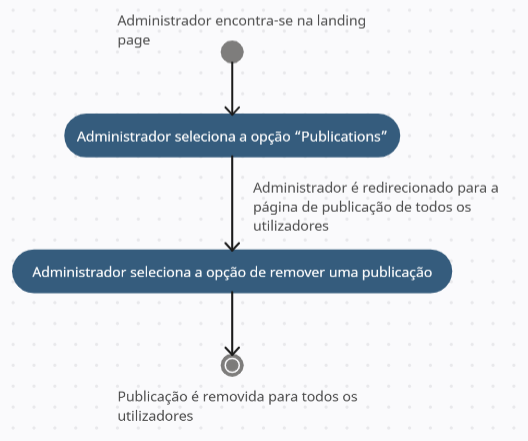 Administrador encontra-se na landing
page
Administrador seleciona a opção “Publications”
Administrador é redirecionado para a
página de publicação de todos os
utilizadores
Administrador seleciona a opção de remover uma publicação
Publicação é removida para todos os
utilizadores